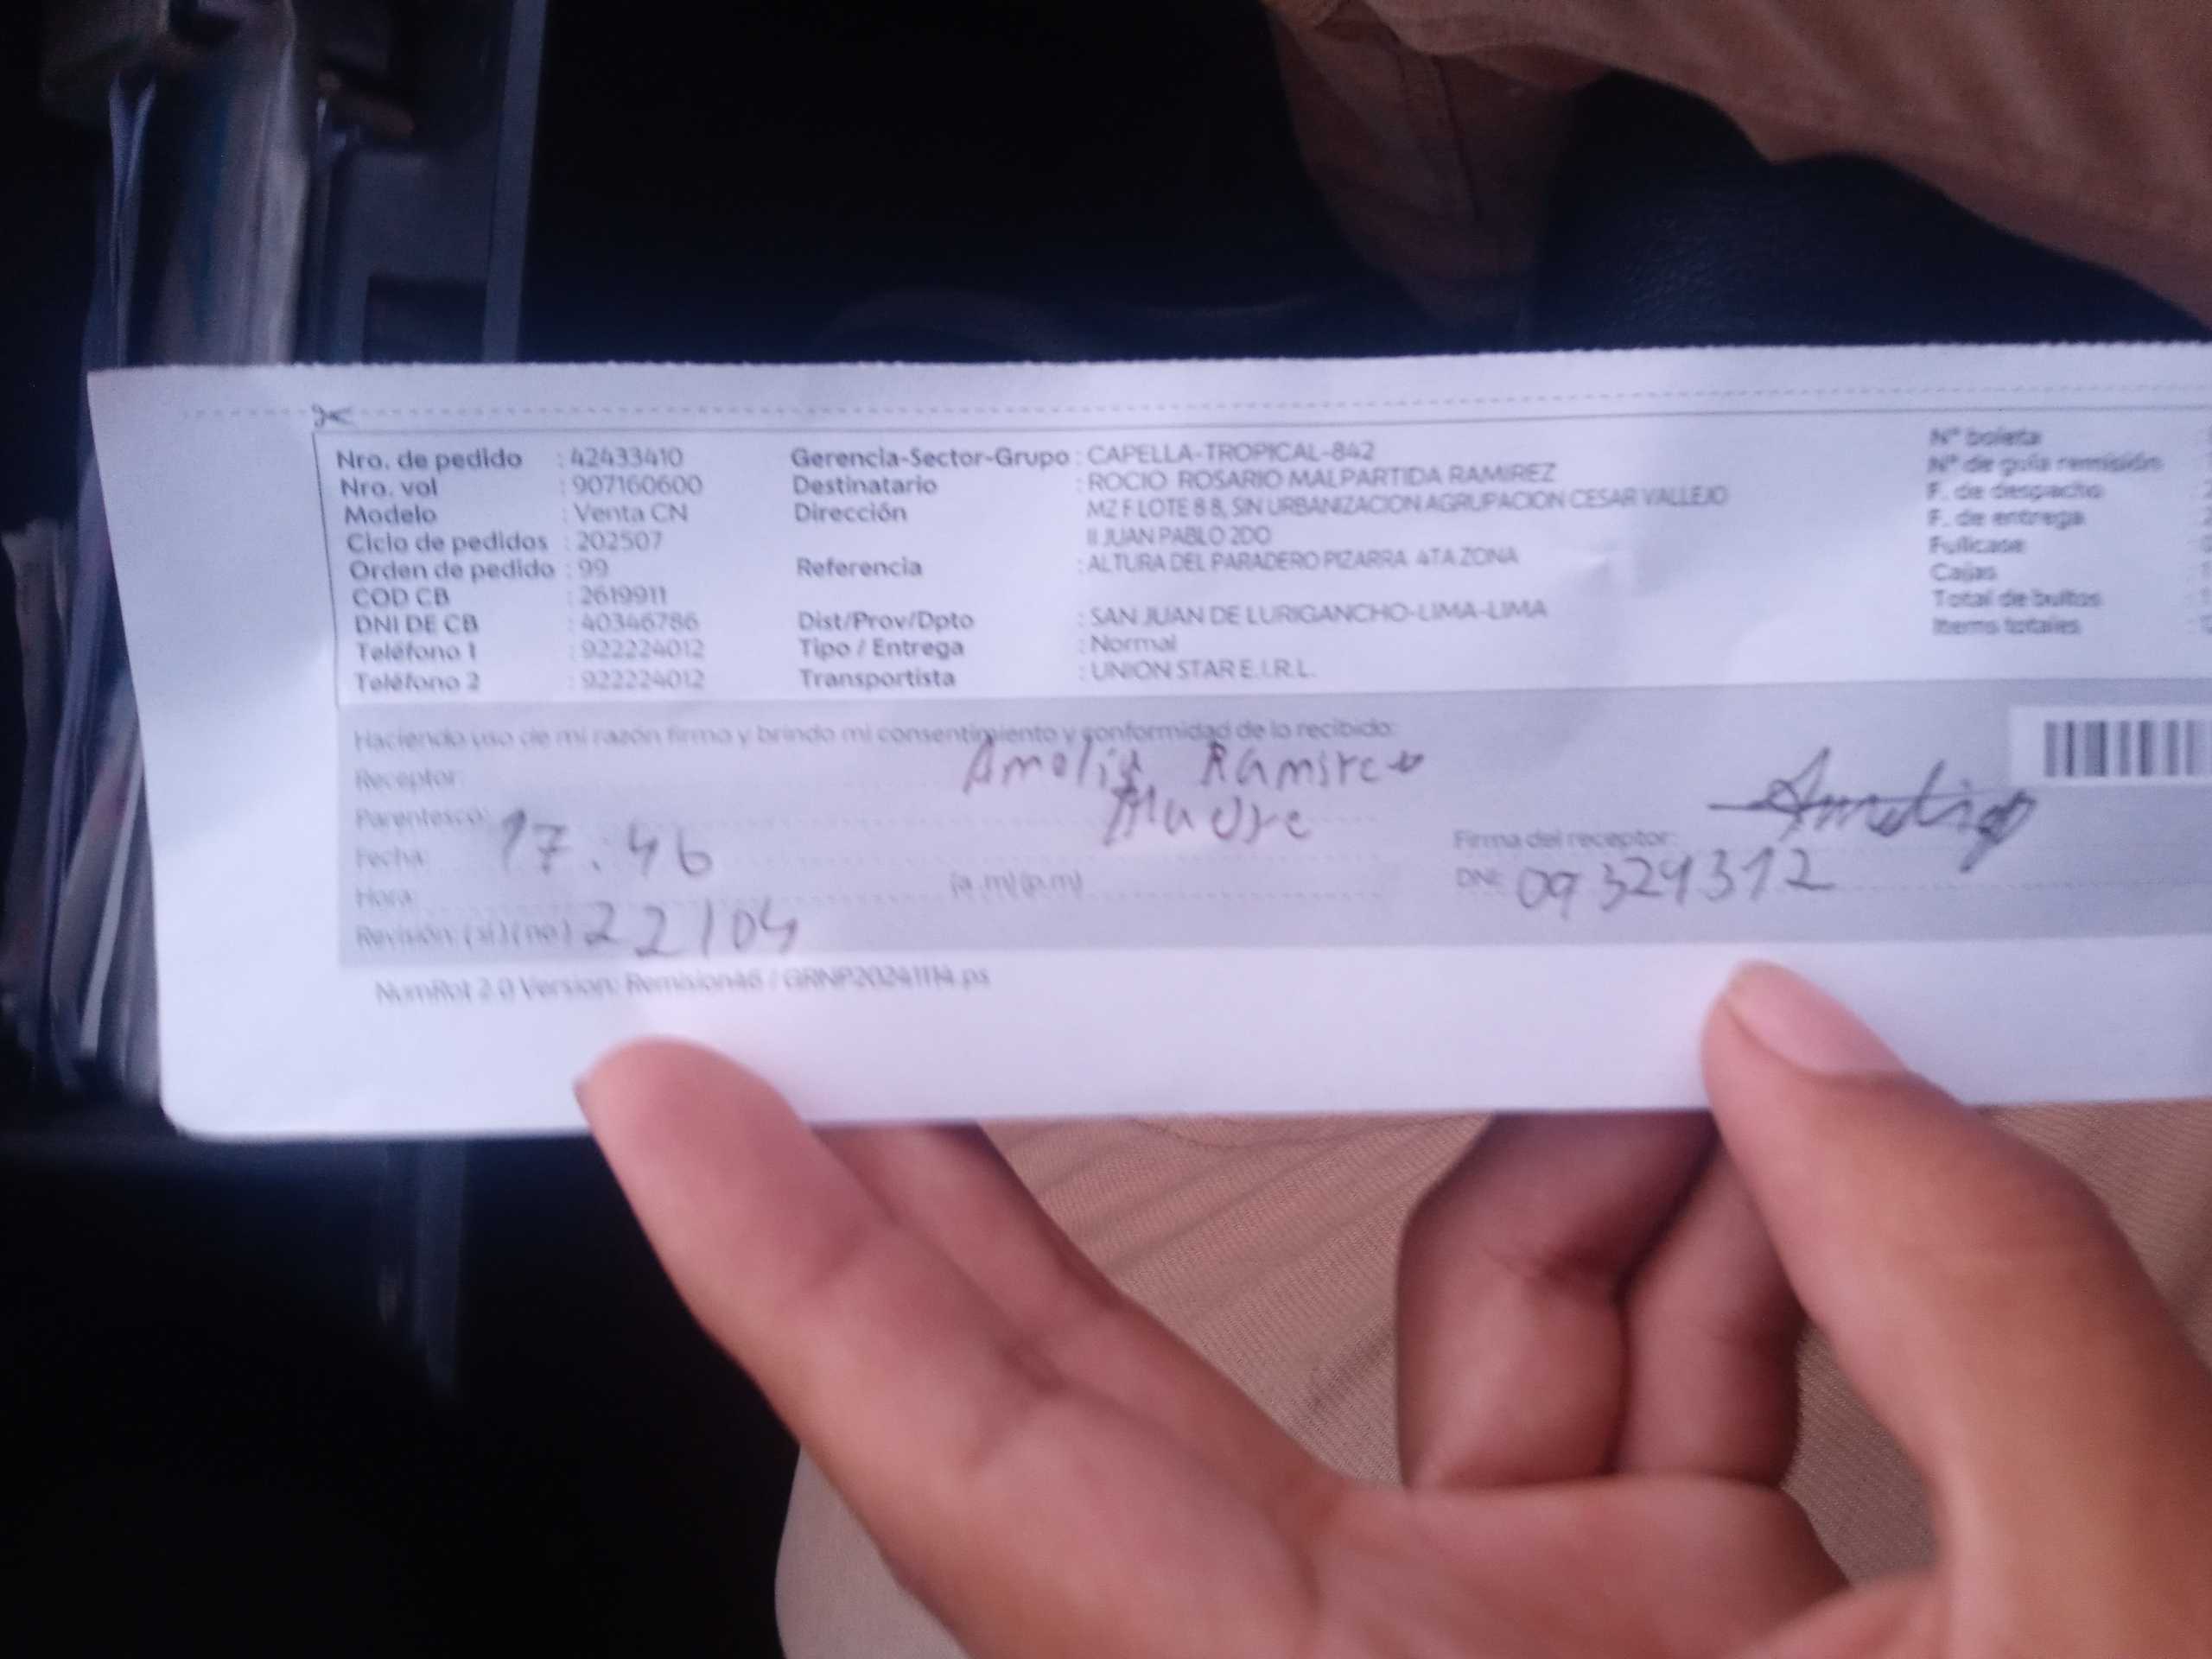 Nro. de pedido : 42433410
Nro. vol : 907160600
Modelo : Venta CN
Ciclo de pedidos : 202507
Orden de pedido : 99
COD CB : 2619911
DNI DE CB : 40346786
Teléfono 1 : 922224012
Teléfono 2 : 922224012
Gerencia-Sector-Grupo : CAPELLA-TROPICAL-842
Destinatario : ROCIO ROSARIO MALPARTIDA RAMIREZ
Dirección : MZ F LOTE 8 B, SIN URBANIZACION AGRUPACION CESAR VALLEJO
II JUAN PABLO 2DO
Referencia : ALTURA DEL PARADERO PIZARRA 4TA ZONA
Dist/Prov/Dpto : SAN JUAN DE LURIGANCHO-LIMA-LIMA
Tipo / Entrega : Normal
Transportista : UNION STAR E.I.R.L.
Nº boleta
Nº de guía remisión
F. de despacho
F. de entrega
Fullcase
Cajas
Total de bultos
Items totales
Haciendo uso de mi razón firmo y brindo mi consentimiento y conformidad de lo recibido:
Receptor: Amelia Ramirez
Parentesco: Madre
Fecha: 17:46
Hora: (a.m) (p.m)
Revisión: (si) (no) 22/04
Firma del receptor: Amelia
DNI: 09329312
NumRot 2.0 Version: Remision46 / GRNP20241114.ps